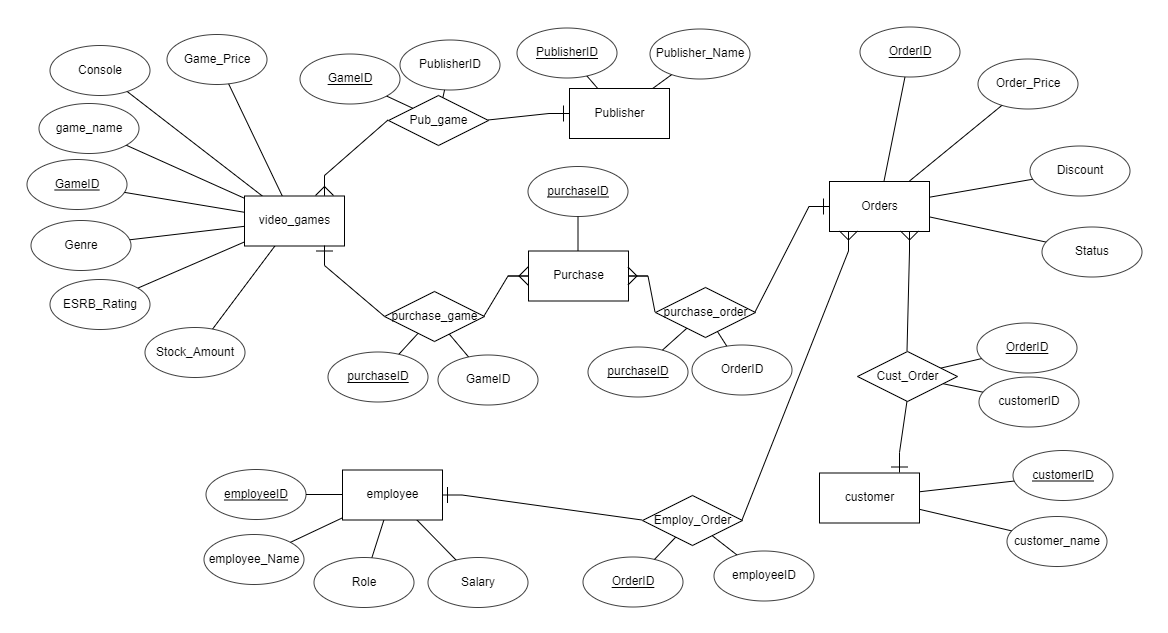 Console
Game_Price
game_name
GameID
Genre
ESRB_Rating
Stock_Amount
video_games
GameID
PublisherID
Pub_game
PublisherID
Publisher_Name
Publisher
purchaseID
Purchase
purchase_game
purchaseID
GameID
purchase_order
purchaseID
OrderID
OrderID
Order_Price
Discount
Status
Orders
Cust_Order
OrderID
customerID
customer
customerID
customer_name
employeeID
employee
employee_Name
Role
Salary
Employ_Order
OrderID
employeeID